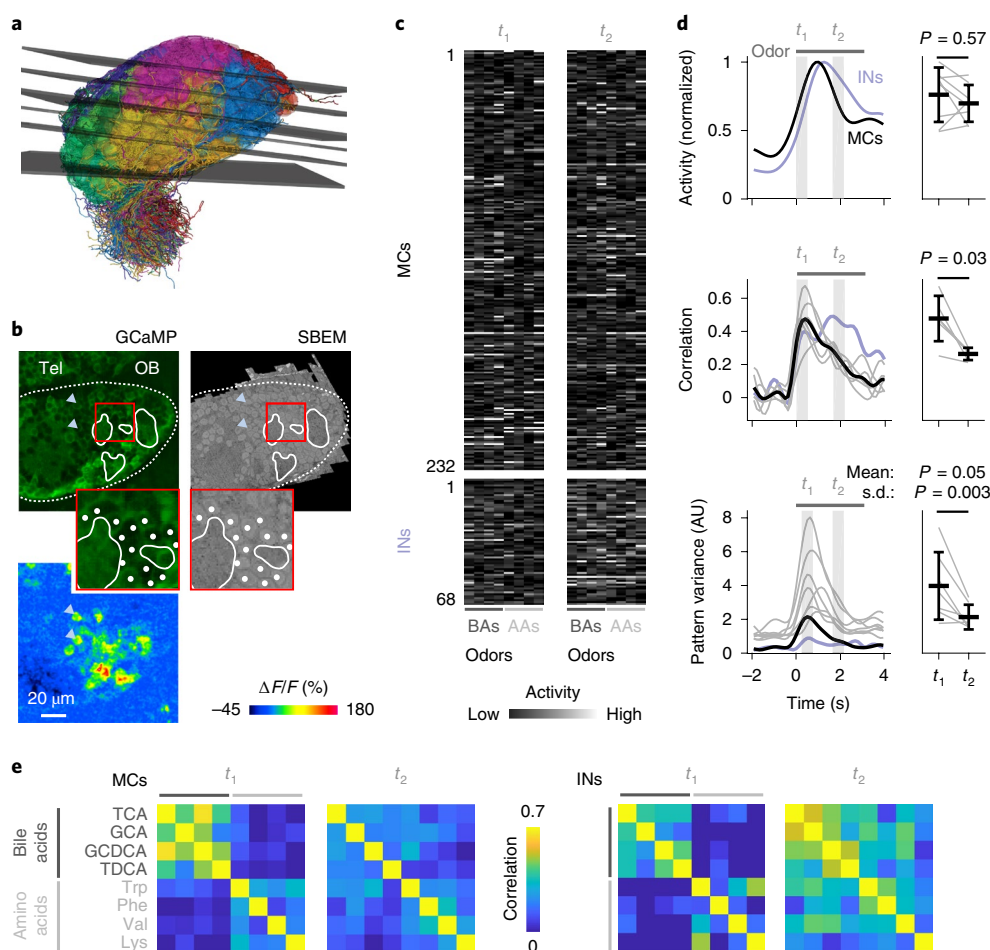 a
b
GCaMP
SBEM
Tel
OB
20 μm
ΔF/F (%)
–45
180
c
t1
t2
MCs
1
232
INs
1
68
BAs AAs
BAs AAs
Odors
Odors
Activity
Low
High
d
t1
t2
Odor
INs
MCs
Activity (normalized)
1
0.5
0
–2 0 2 4
P = 0.57
Correlation
0.6
0.4
0.2
0
P = 0.03
Mean:
s.d.:
P = 0.05
P = 0.003
t1
t2
Pattern variance (AU)
8
6
4
2
0
–2 0 2 4
Time (s)
t1 t2
e
MCs
t1
t2
Bile acids
TCA
GCA
GCDCA
TDCA
Amino acids
Trp
Phe
Val
Lys
0.7
Correlation
0
INs
t1
t2